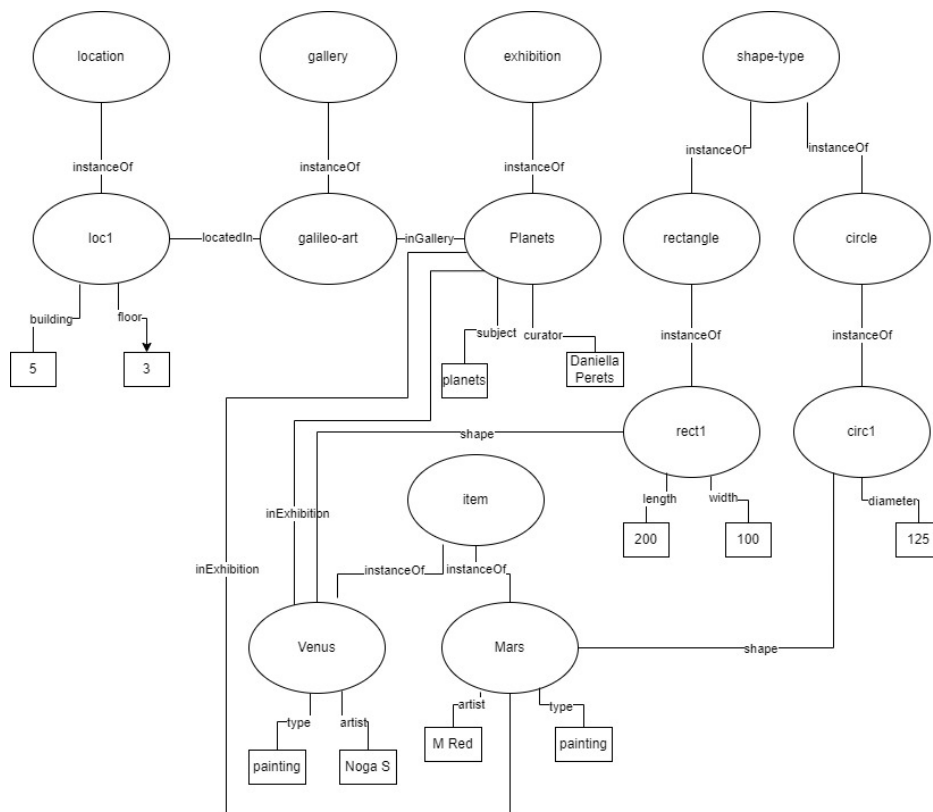 location
gallery
exhibition
shape-type
instanceOf
instanceOf
instanceOf
instanceOf
instanceOf
loc1
locatedIn
galileo-art
inGallery
Planets
rectangle
circle
building
floor
subject
curator
instanceOf
instanceOf
5
3
planets
Daniella
Perets
shape
rect1
circ1
item
length
width
diameter
inExhibition
200
100
125
inExhibition
instanceOf
instanceOf
Venus
Mars
shape
type
artist
artist
type
painting
Noga S
M Red
painting